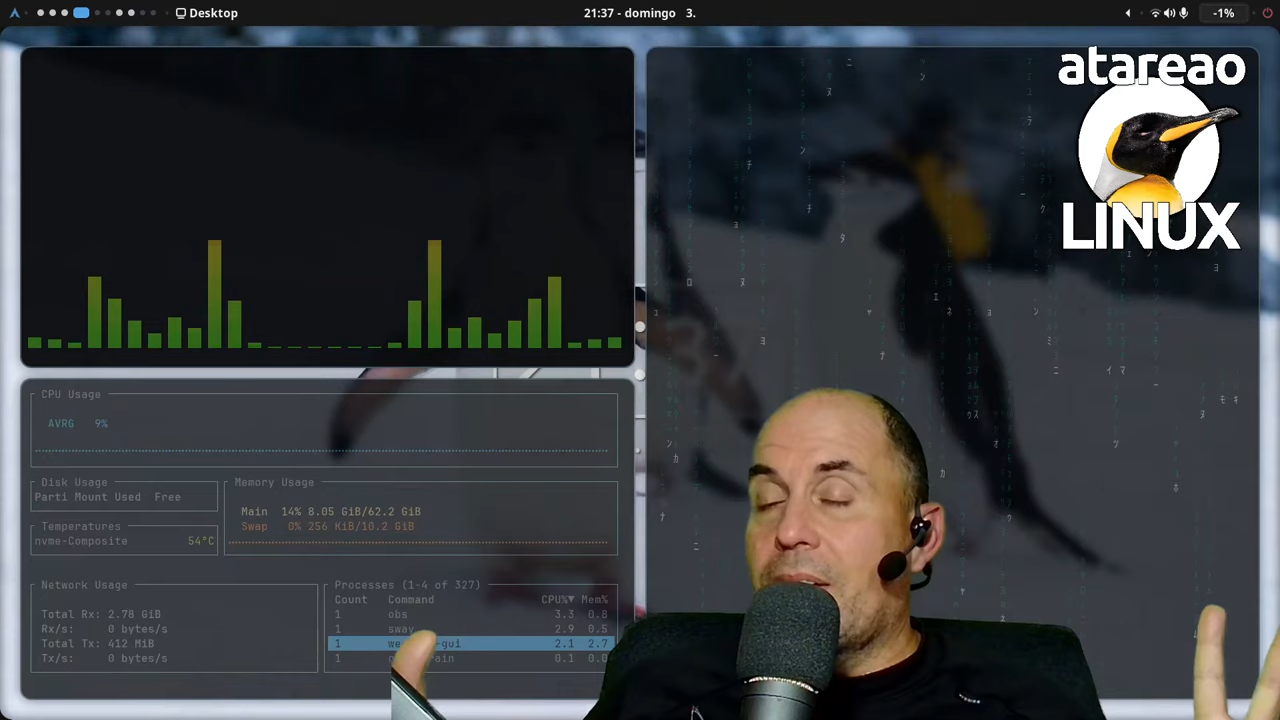 Desktop
21:37 - domingo 3.
-1%
atareao
LINUX
CPU Usage
AVRG 9%
Disk Usage
Parti Mount Used Free
Temperatures
nvme-Composite 54°C
Memory Usage
Main 14% 8.05 GiB/62.2 GiB
Swap 0% 256 KiB/10.2 GiB
Network Usage
Total Rx: 2.78 GiB
Rx/s: 0 bytes/s
Total Tx: 412 MiB
Tx/s: 0 bytes/s
Processes (1-4 of 327)
Count Command CPU%▼ Mem%
1 obs 3.3 0.8
1 sway 2.9 0.5
1 -gui 2.1 2.7
1 0.1 0.0